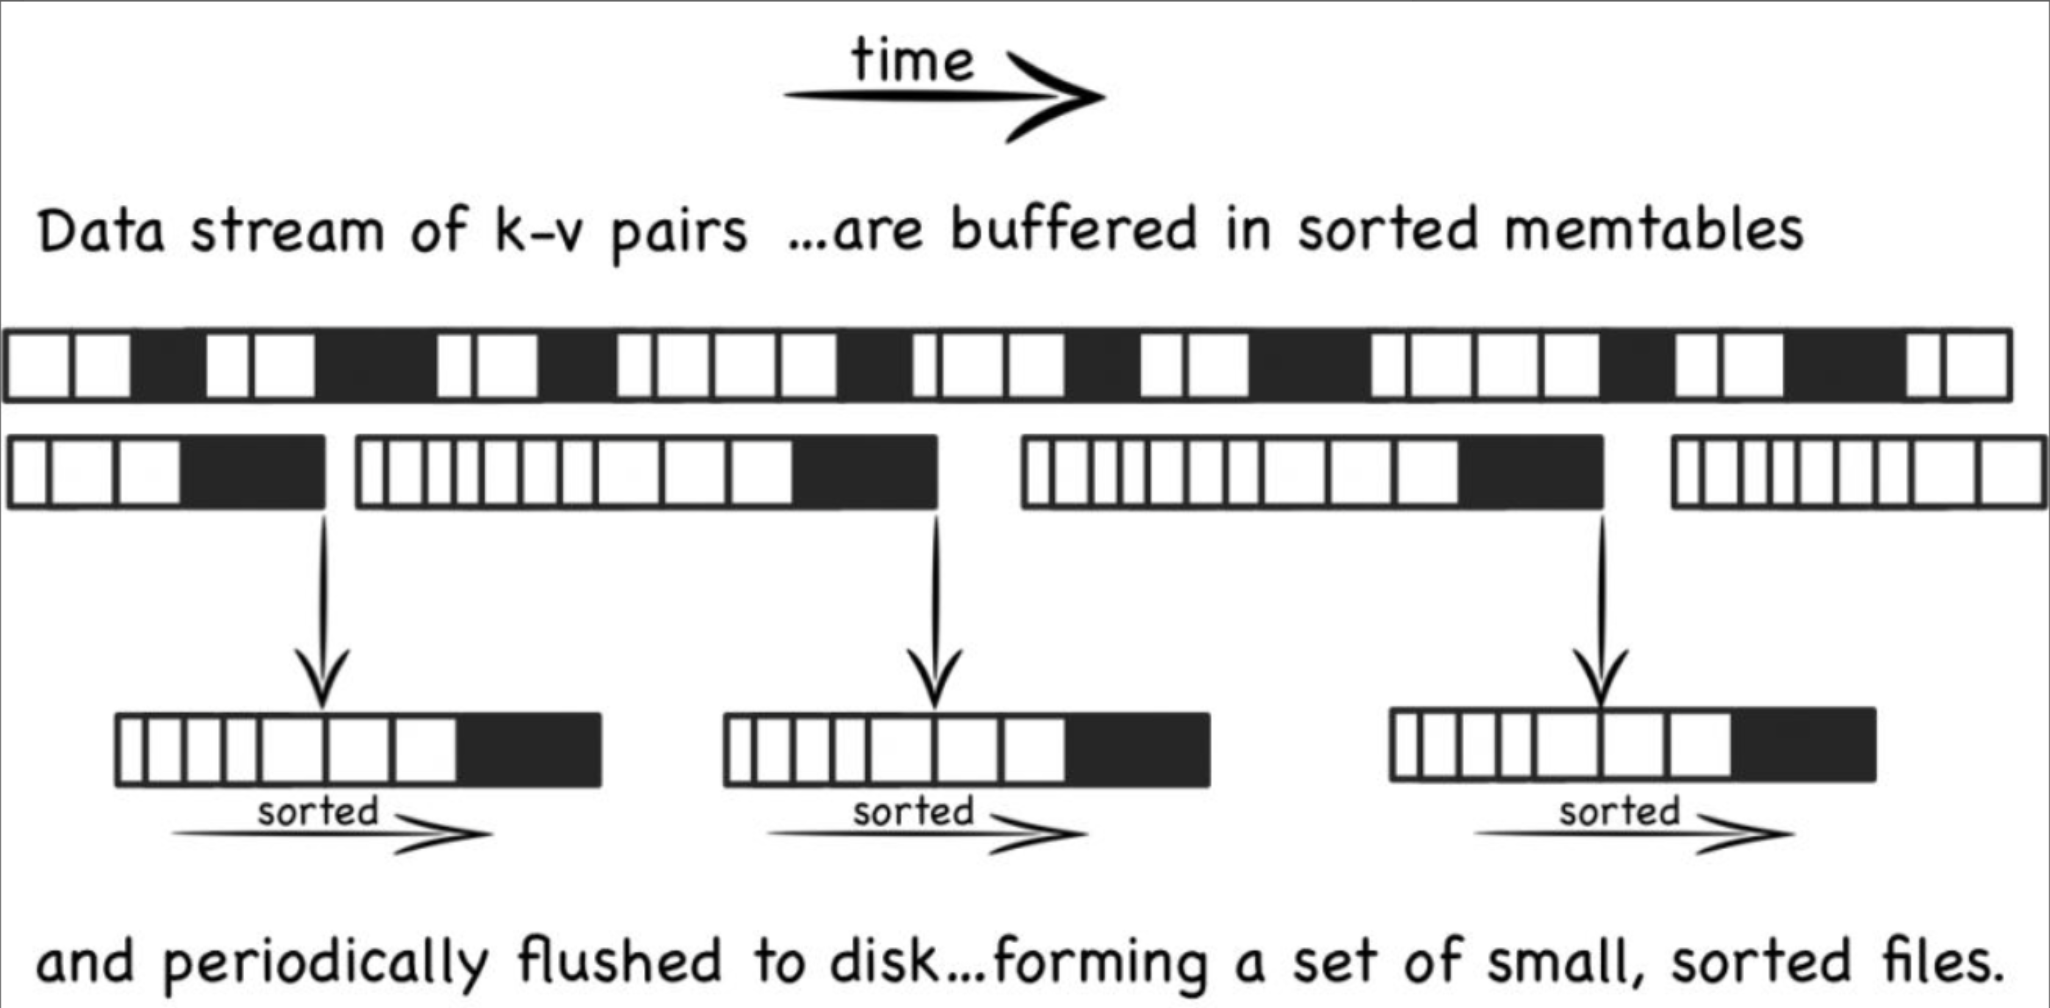 time
Data stream of k-v pairs ...are buffered in sorted memtables
sorted
sorted
sorted
and periodically flushed to disk...forming a set of small, sorted files.